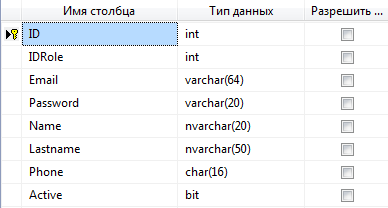 Имя столбца Тип данных Разрешить ...
ID int
IDRole int
Email varchar(64)
Password varchar(20)
Name nvarchar(20)
Lastname nvarchar(50)
Phone char(16)
Active bit